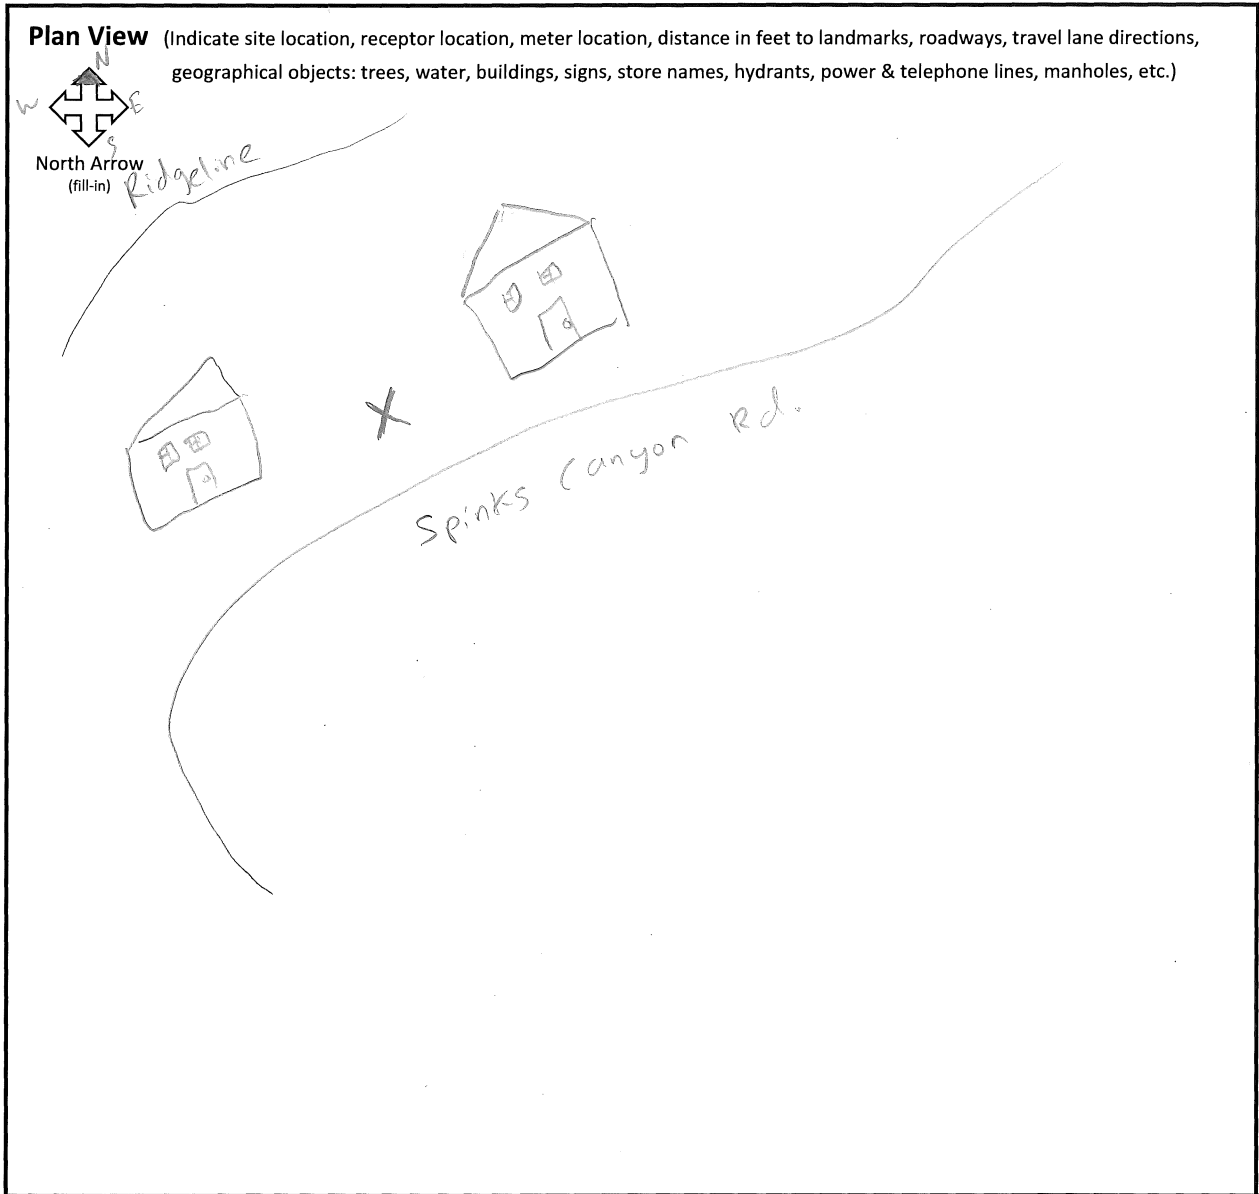 Plan View (Indicate site location, receptor location, meter location, distance in feet to landmarks, roadways, travel lane directions,
geographical objects: trees, water, buildings, signs, store names, hydrants, power & telephone lines, manholes, etc.)
N
W E
S
North Arrow
(fill-in)
Ridgeline
X
Spinks Canyon Rd.